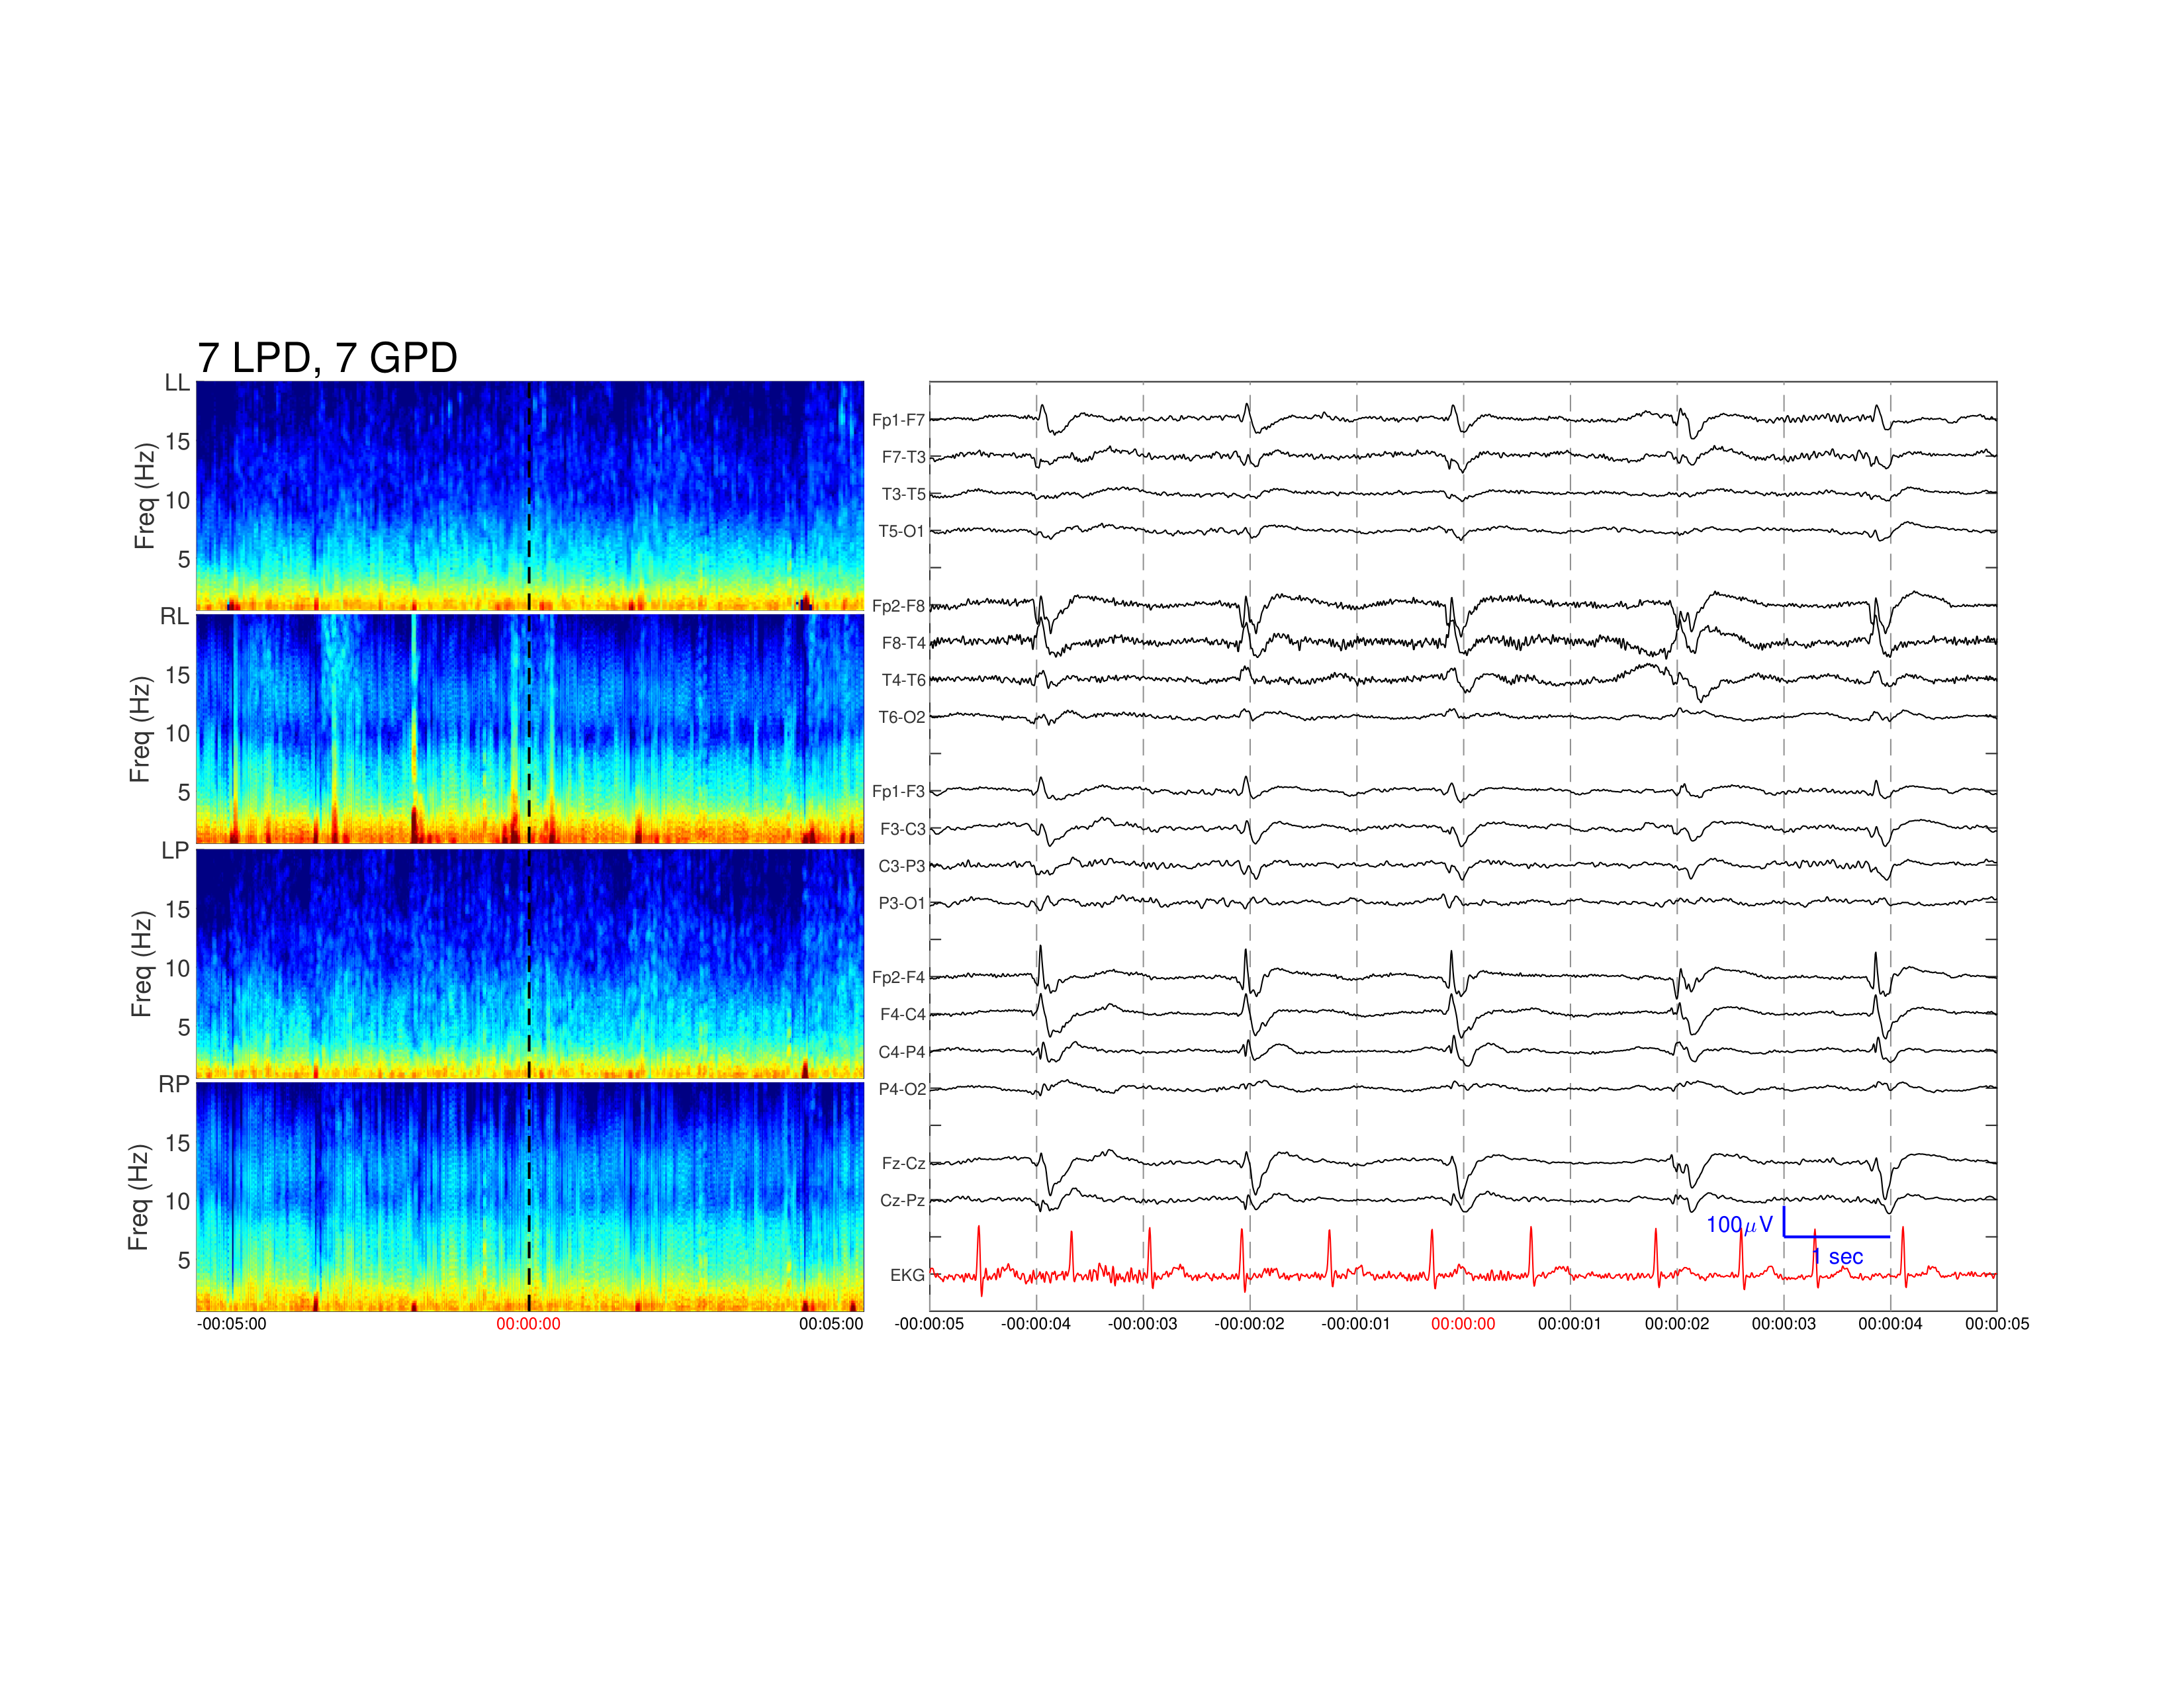 7 LPD, 7 GPD
LL
Freq (Hz)
15
10
5
RL
Freq (Hz)
15
10
5
LP
Freq (Hz)
15
10
5
RP
Freq (Hz)
15
10
5
-00:05:00
00:00:00
00:05:00
Fp1-F7
F7-T3
T3-T5
T5-O1
Fp2-F8
F8-T4
T4-T6
T6-O2
Fp1-F3
F3-C3
C3-P3
P3-O1
Fp2-F4
F4-C4
C4-P4
P4-O2
Fz-Cz
Cz-Pz
EKG
100μV
1 sec
-00:00:05
-00:00:04
-00:00:03
-00:00:02
-00:00:01
00:00:00
00:00:01
00:00:02
00:00:03
00:00:04
00:00:05